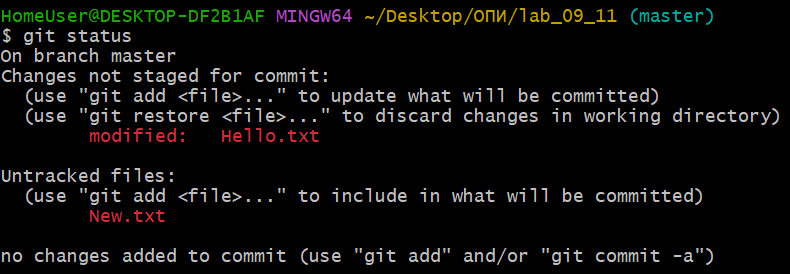 HomeUser@DESKTOP-DF2B1AF MINGW64 ~/Desktop/ОПИ/lab_09_11 (master)
$ git status
On branch master
Changes not staged for commit:
  (use "git add <file>..." to update what will be committed)
  (use "git restore <file>..." to discard changes in working directory)
        modified:   Hello.txt

Untracked files:
  (use "git add <file>..." to include in what will be committed)
        New.txt

no changes added to commit (use "git add" and/or "git commit -a")